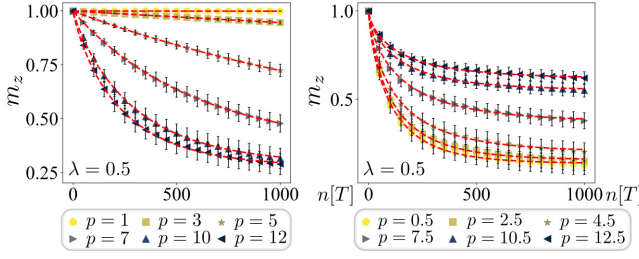 1.00
0.75
0.50
0.25
m_z
λ = 0.5
0 500 1000 n[T]
p = 1 p = 3 p = 5
p = 7 p = 10 p = 12
1.0
0.5
m_z
λ = 0.5
0 500 1000 n[T]
p = 0.5 p = 2.5 p = 4.5
p = 7.5 p = 10.5 p = 12.5